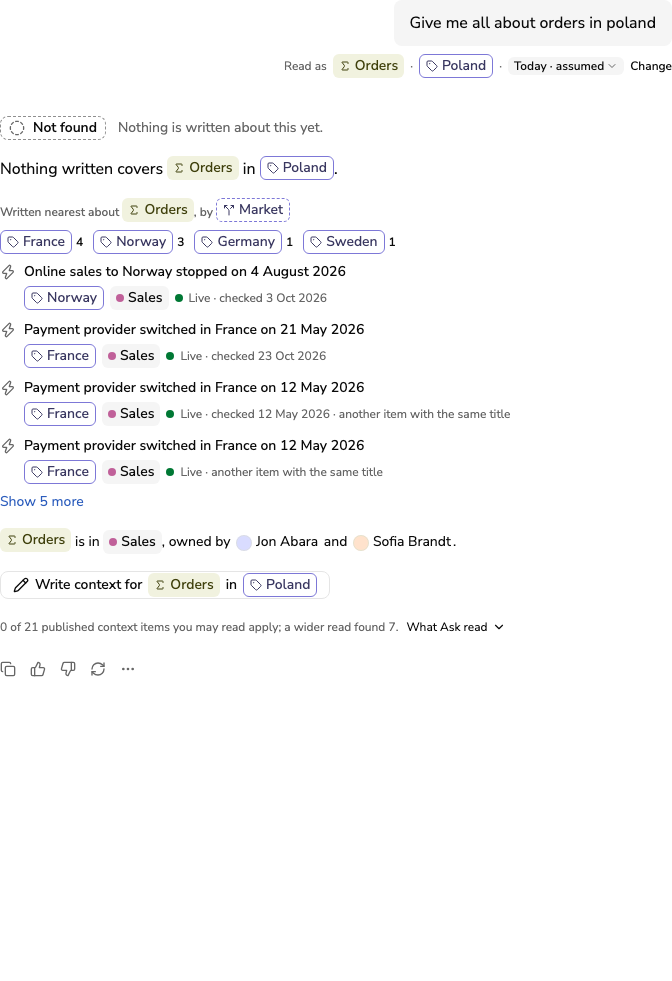 Give me all about orders in poland
Read as Σ Orders · Poland · Today · assumed Change
Not found Nothing is written about this yet.
Nothing written covers Σ Orders in Poland.
Written nearest about Σ Orders, by Market
France 4 Norway 3 Germany 1 Sweden 1
Online sales to Norway stopped on 4 August 2026
Norway Sales Live · checked 3 Oct 2026
Payment provider switched in France on 21 May 2026
France Sales Live · checked 23 Oct 2026
Payment provider switched in France on 12 May 2026
France Sales Live · checked 12 May 2026 · another item with the same title
Payment provider switched in France on 12 May 2026
France Sales Live · another item with the same title
Show 5 more
Σ Orders is in Sales, owned by Jon Abara and Sofia Brandt.
Write context for Σ Orders in Poland
0 of 21 published context items you may read apply; a wider read found 7. What Ask read